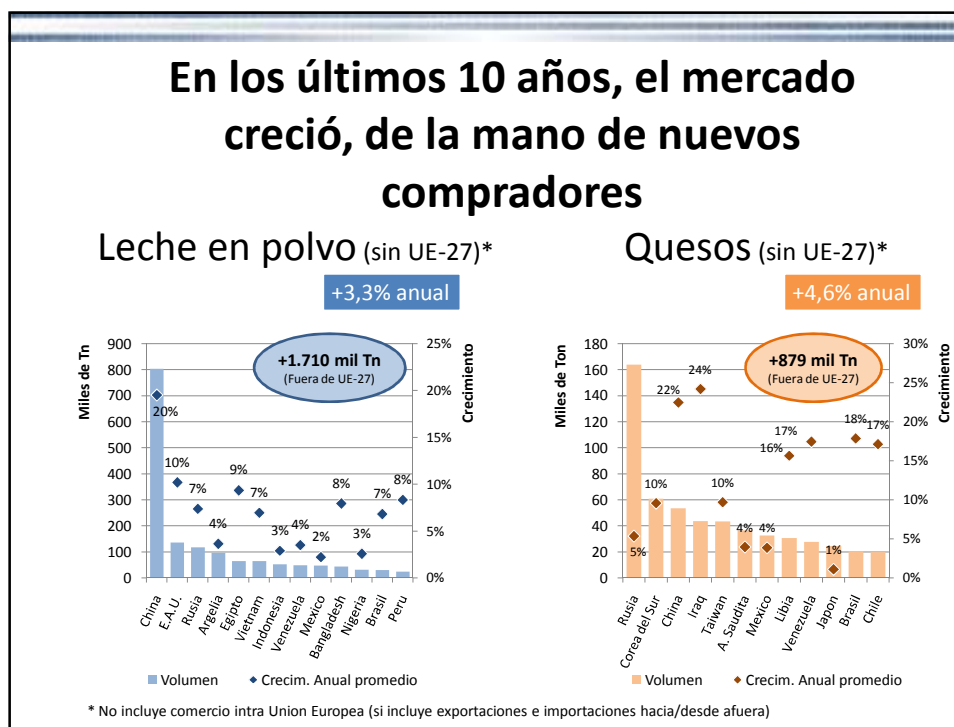 En los últimos 10 años, el mercado
creció, de la mano de nuevos
compradores
Leche en polvo (sin UE-27)*
+3,3% anual
Miles de Tn
900
800
700
600
500
400
300
200
100
0
25%
20%
15%
10%
5%
0%
Crecimiento
+1.710 mil Tn
(Fuera de UE-27)
20%
10%
7%
4%
9%
7%
3%
4%
2%
8%
3%
7%
8%
China
E.A.U.
Rusia
Argelia
Egipto
Vietnam
Indonesia
Venezuela
Mexico
Bangladesh
Nigeria
Brasil
Peru
Volumen
Crecim. Anual promedio
Quesos (sin UE-27)*
+4,6% anual
Miles de Ton
180
160
140
120
100
80
60
40
20
0
30%
25%
20%
15%
10%
5%
0%
Crecimiento
+879 mil Tn
(Fuera de UE-27)
5%
10%
22%
24%
10%
4%
4%
16%
17%
1%
18%
17%
Rusia
Corea del Sur
China
Iraq
Taiwan
A. Saudita
Mexico
Libia
Venezuela
Japon
Brasil
Chile
Volumen
Crecim. Anual promedio
* No incluye comercio intra Union Europea (si incluye exportaciones e importaciones hacia/desde afuera)